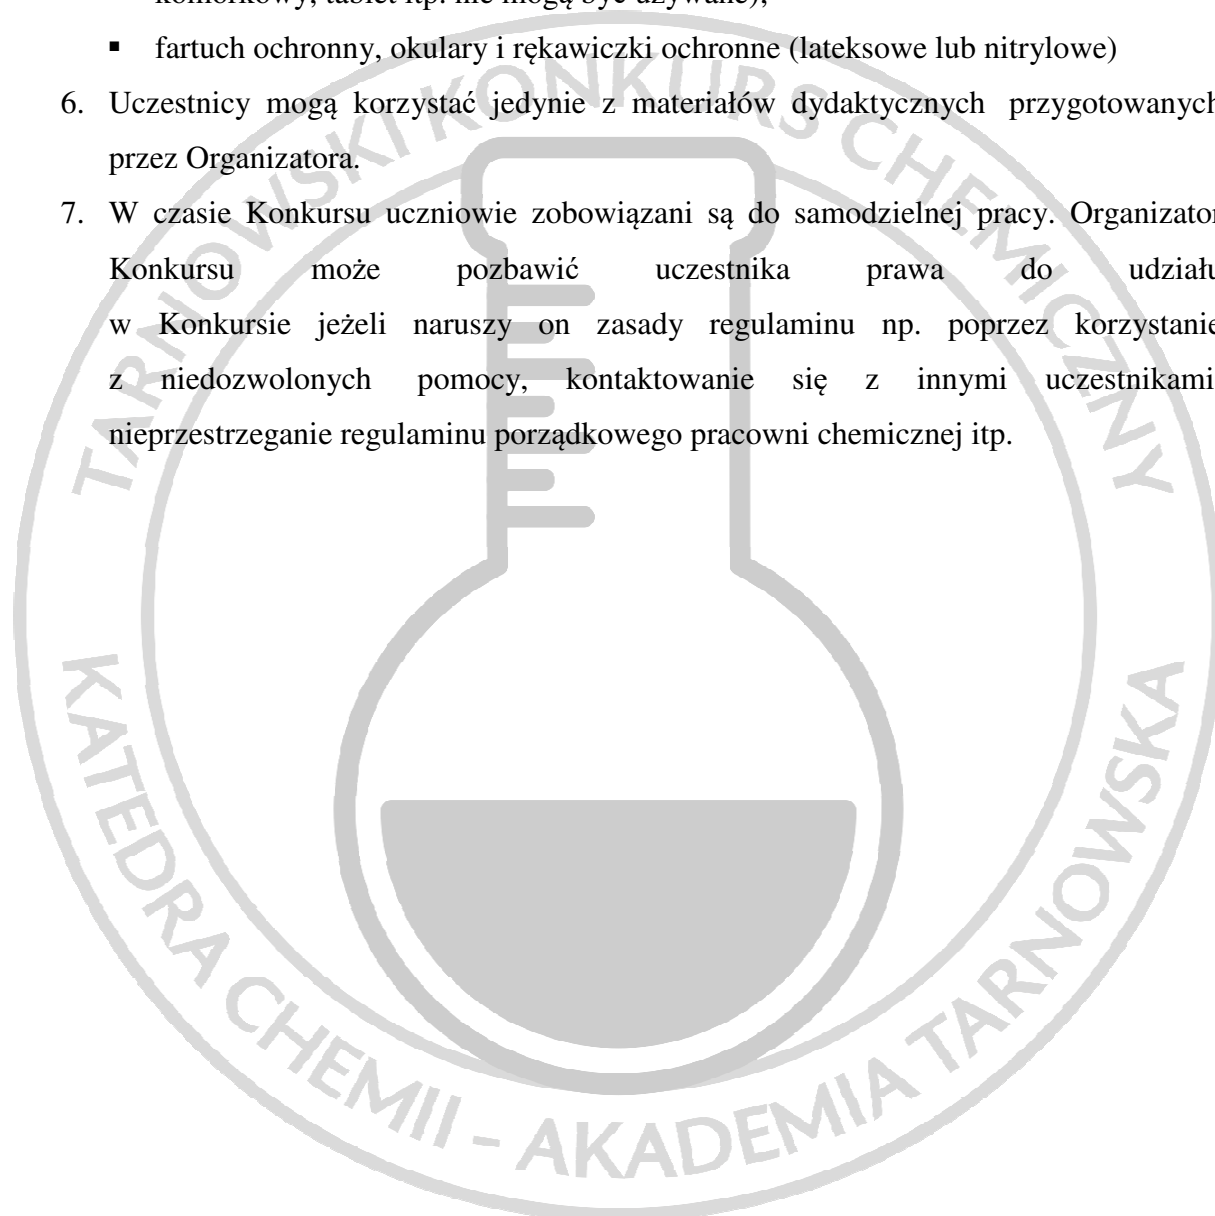 komórkowy, tablet itp. nie mogą być używane),
▪ fartuch ochronny, okulary i rękawiczki ochronne (lateksowe lub nitrylowe)
6. Uczestnicy mogą korzystać jedynie z materiałów dydaktycznych przygotowanych
przez Organizatora.
7. W czasie Konkursu uczniowie zobowiązani są do samodzielnej pracy. Organizator
Konkursu może pozbawić uczestnika prawa do udziału
w Konkursie jeżeli naruszy on zasady regulaminu np. poprzez korzystanie
z niedozwolonych pomocy, kontaktowanie się z innymi uczestnikami
nieprzestrzeganie regulaminu porządkowego pracowni chemicznej itp.
TARNOWSKI KONKURS CHEMICZNY
KATEDRA CHEMII - AKADEMIA TARNOWSKA